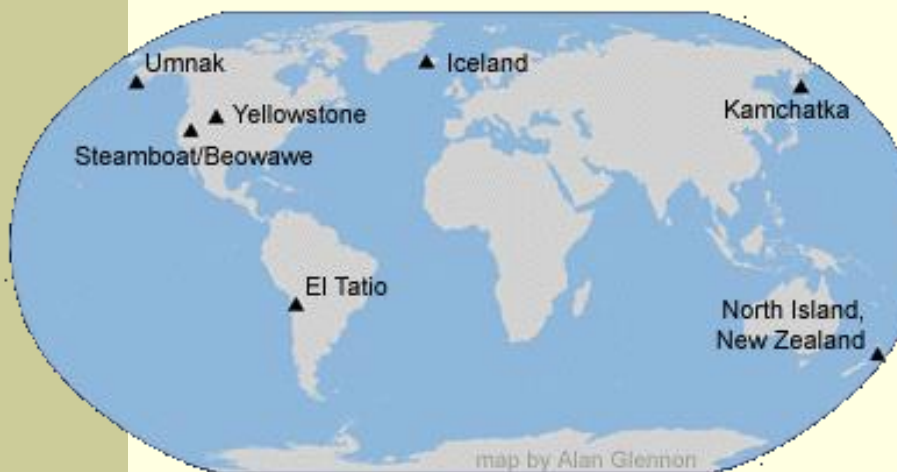 Umnak
Iceland
Yellowstone
Kamchatka
Steamboat/Beowawe
El Tatio
North Island,
New Zealand
map by Alan Glennon